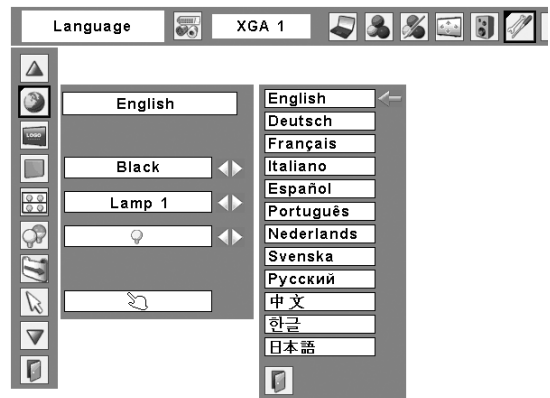 Language
XGA 1
LOGO
English
Black
Lamp 1
English
Deutsch
Français
Italiano
Español
Português
Nederlands
Svenska
Русский
中文
한글
日本語